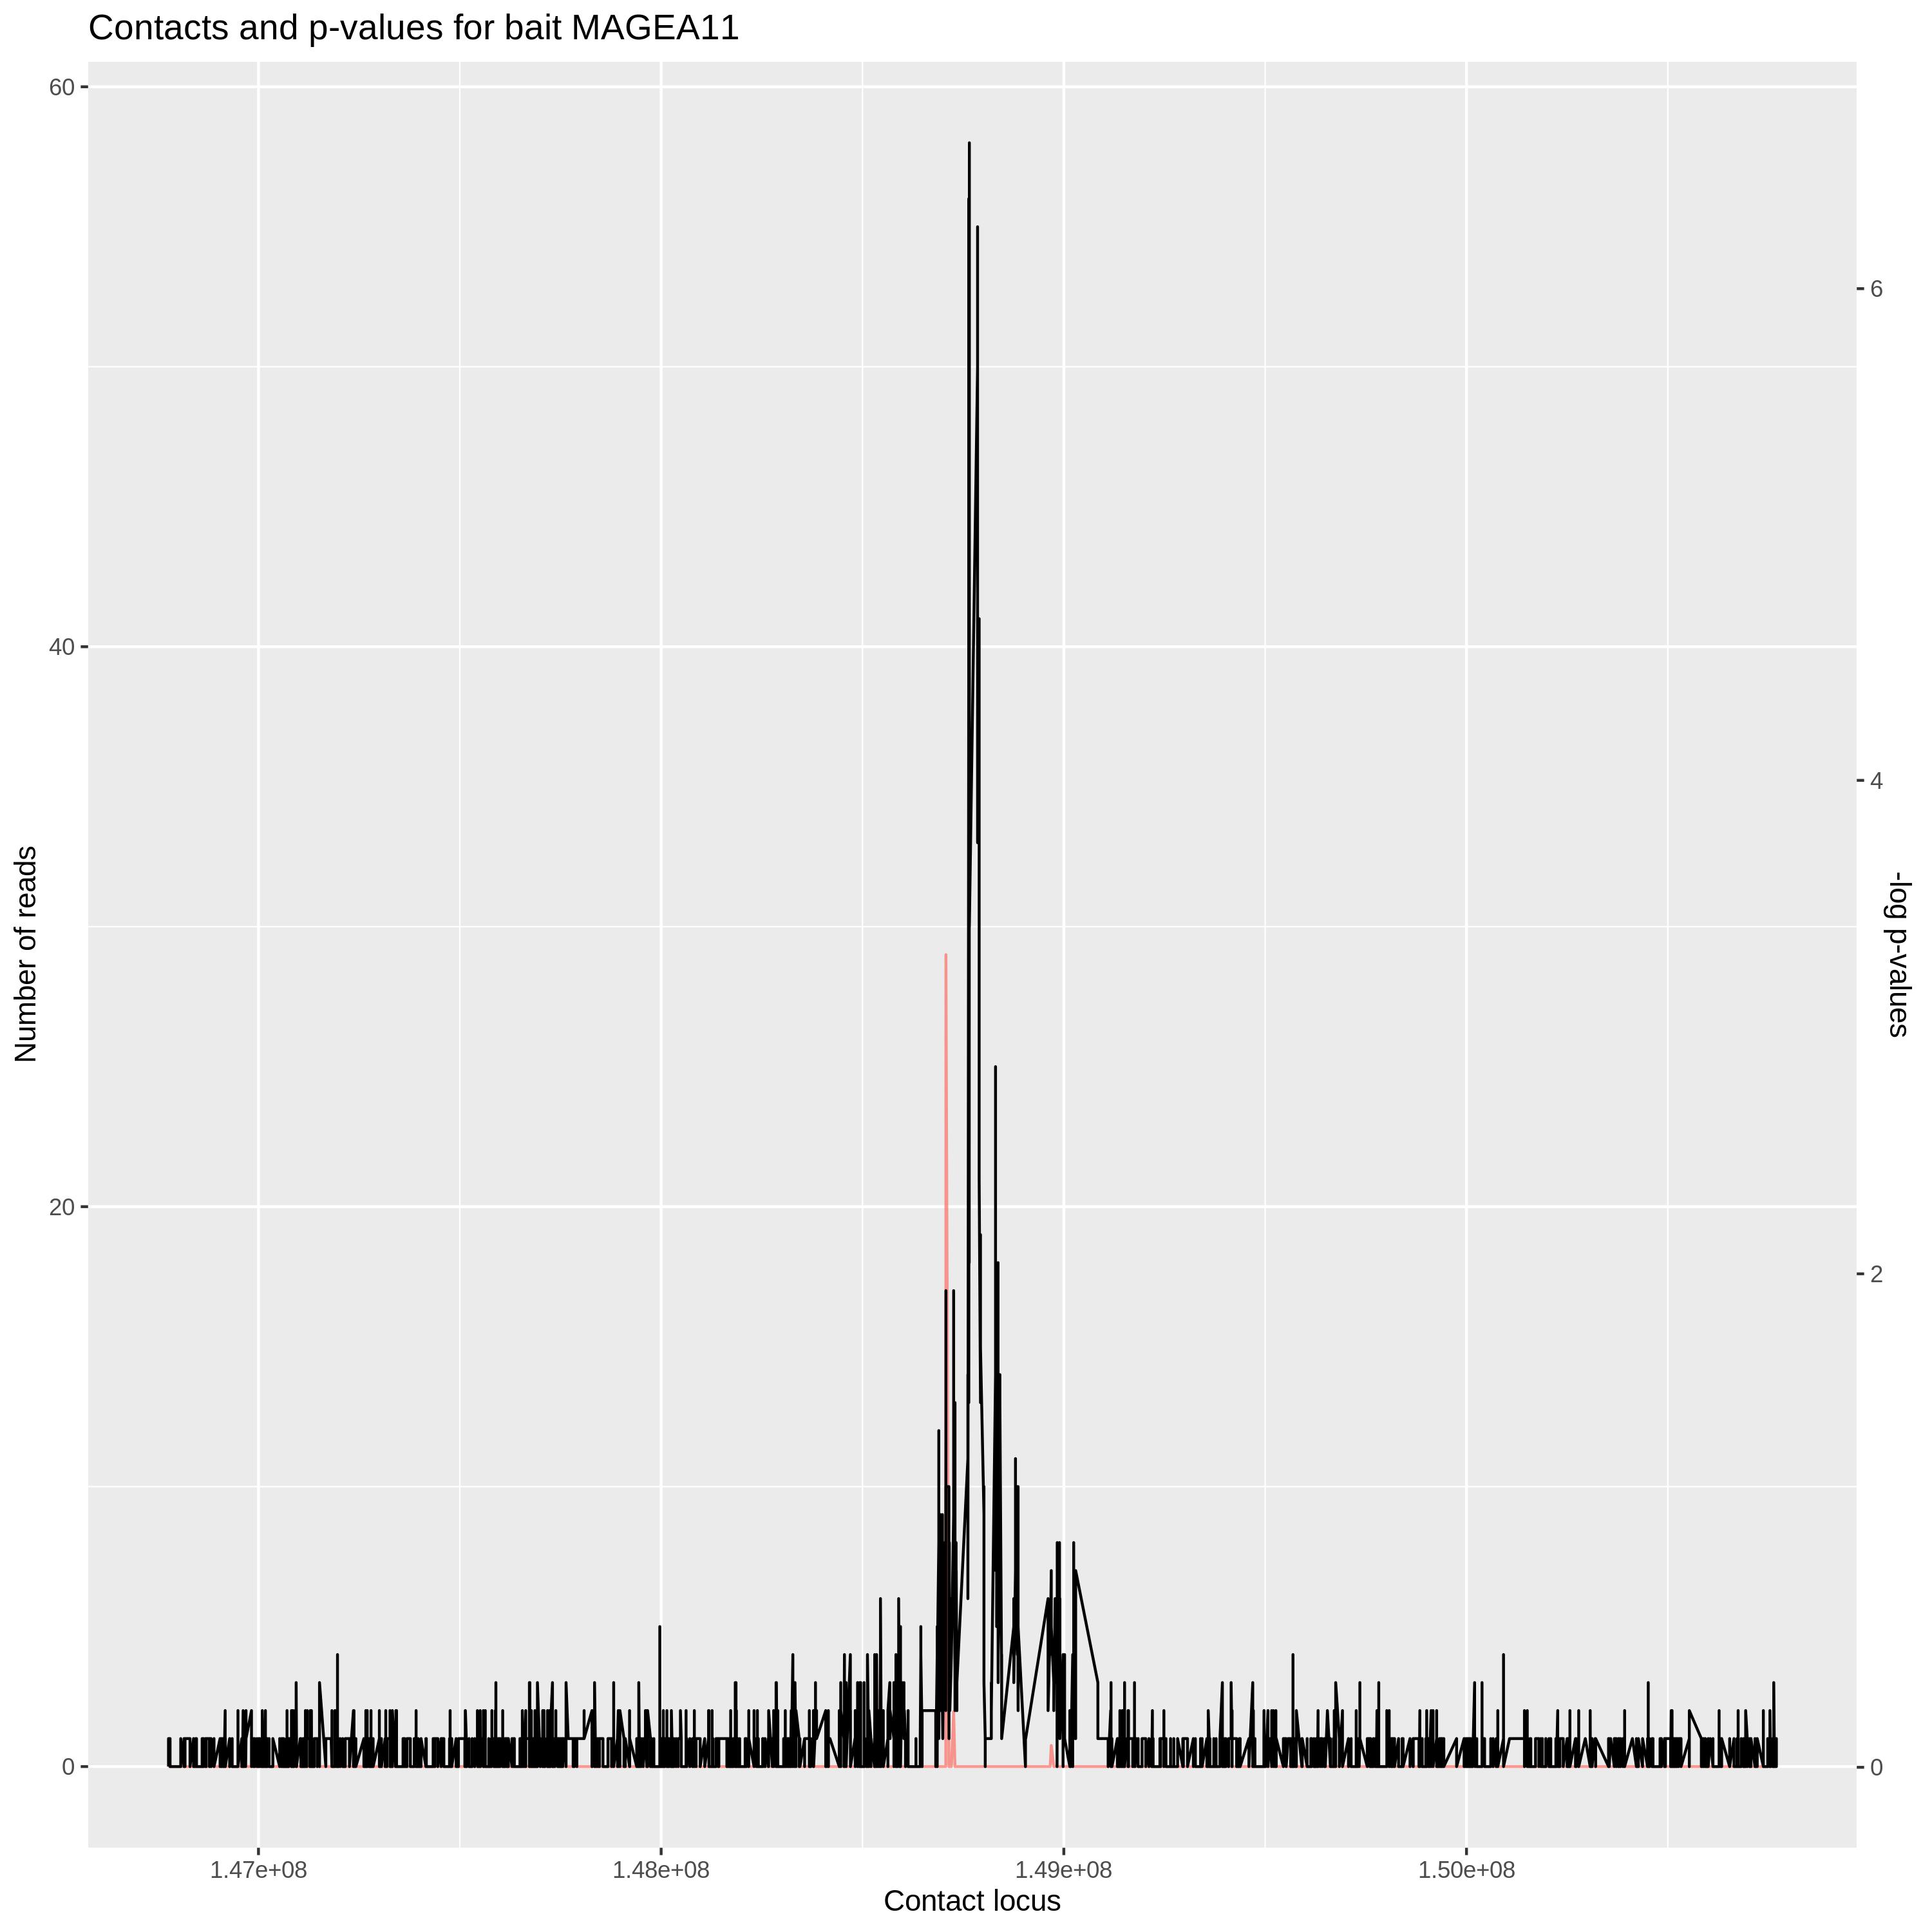 Contacts and p-values for bait MAGEA11
60
40
20
0
Number of reads
6
4
2
0
-log p-values
1.47e+08 1.48e+08 1.49e+08 1.50e+08
Contact locus